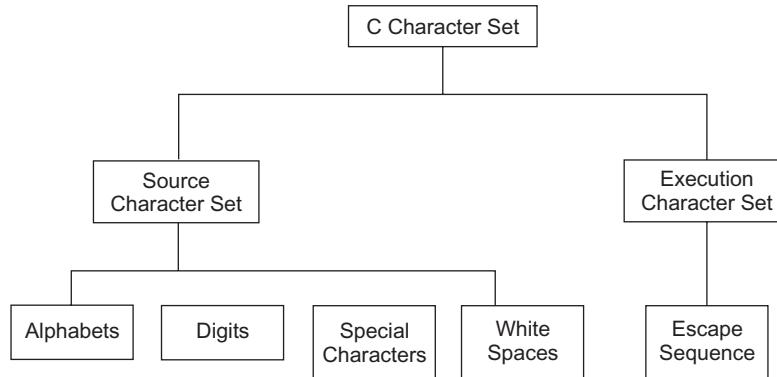 C Character Set
Source
Character Set
Execution
Character Set
Alphabets
Digits
Special
Characters
White
Spaces
Escape
Sequence